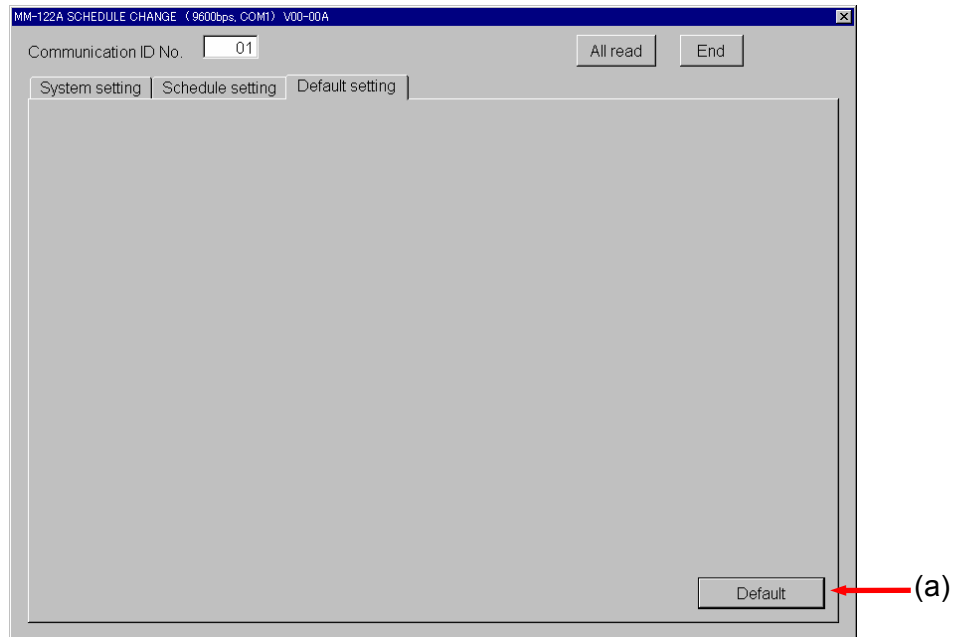 MM-122A SCHEDULE CHANGE (9600bps, COM1) V00-00A
Communication ID No. 01 All read End
System setting Schedule setting Default setting
Default (a)